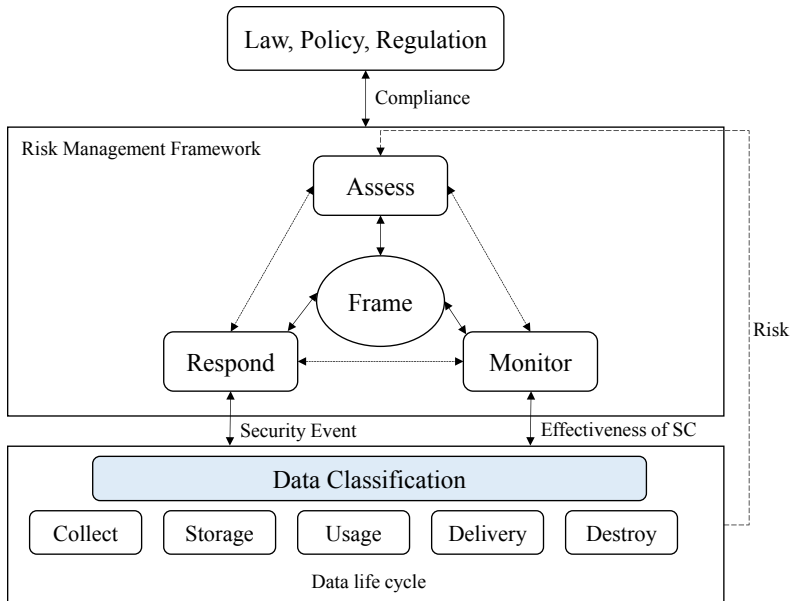 Law, Policy, Regulation
Compliance
Risk Management Framework
Assess
Frame
Risk
Respond
Monitor
Security Event
Effectiveness of SC
Data Classification
Collect
Storage
Usage
Delivery
Destroy
Data life cycle